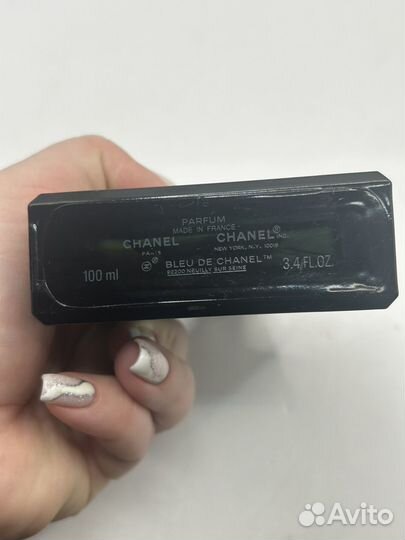 PARFUM
MADE IN FRANCE
CHANEL CHANEL® INC.
PARIS NEW YORK, N.Y. 10019
BLEU DE CHANEL™
100 ml 92200 NEUILLY SUR SEINE 3.4 FL.OZ.
Avito